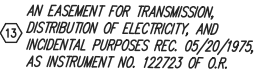 AN EASEMENT FOR TRANSMISSION,
13 DISTRIBUTION OF ELECTRICITY, AND
INCIDENTAL PURPOSES REC. 05/20/1975,
AS INSTRUMENT NO. 122723 OF O.R.